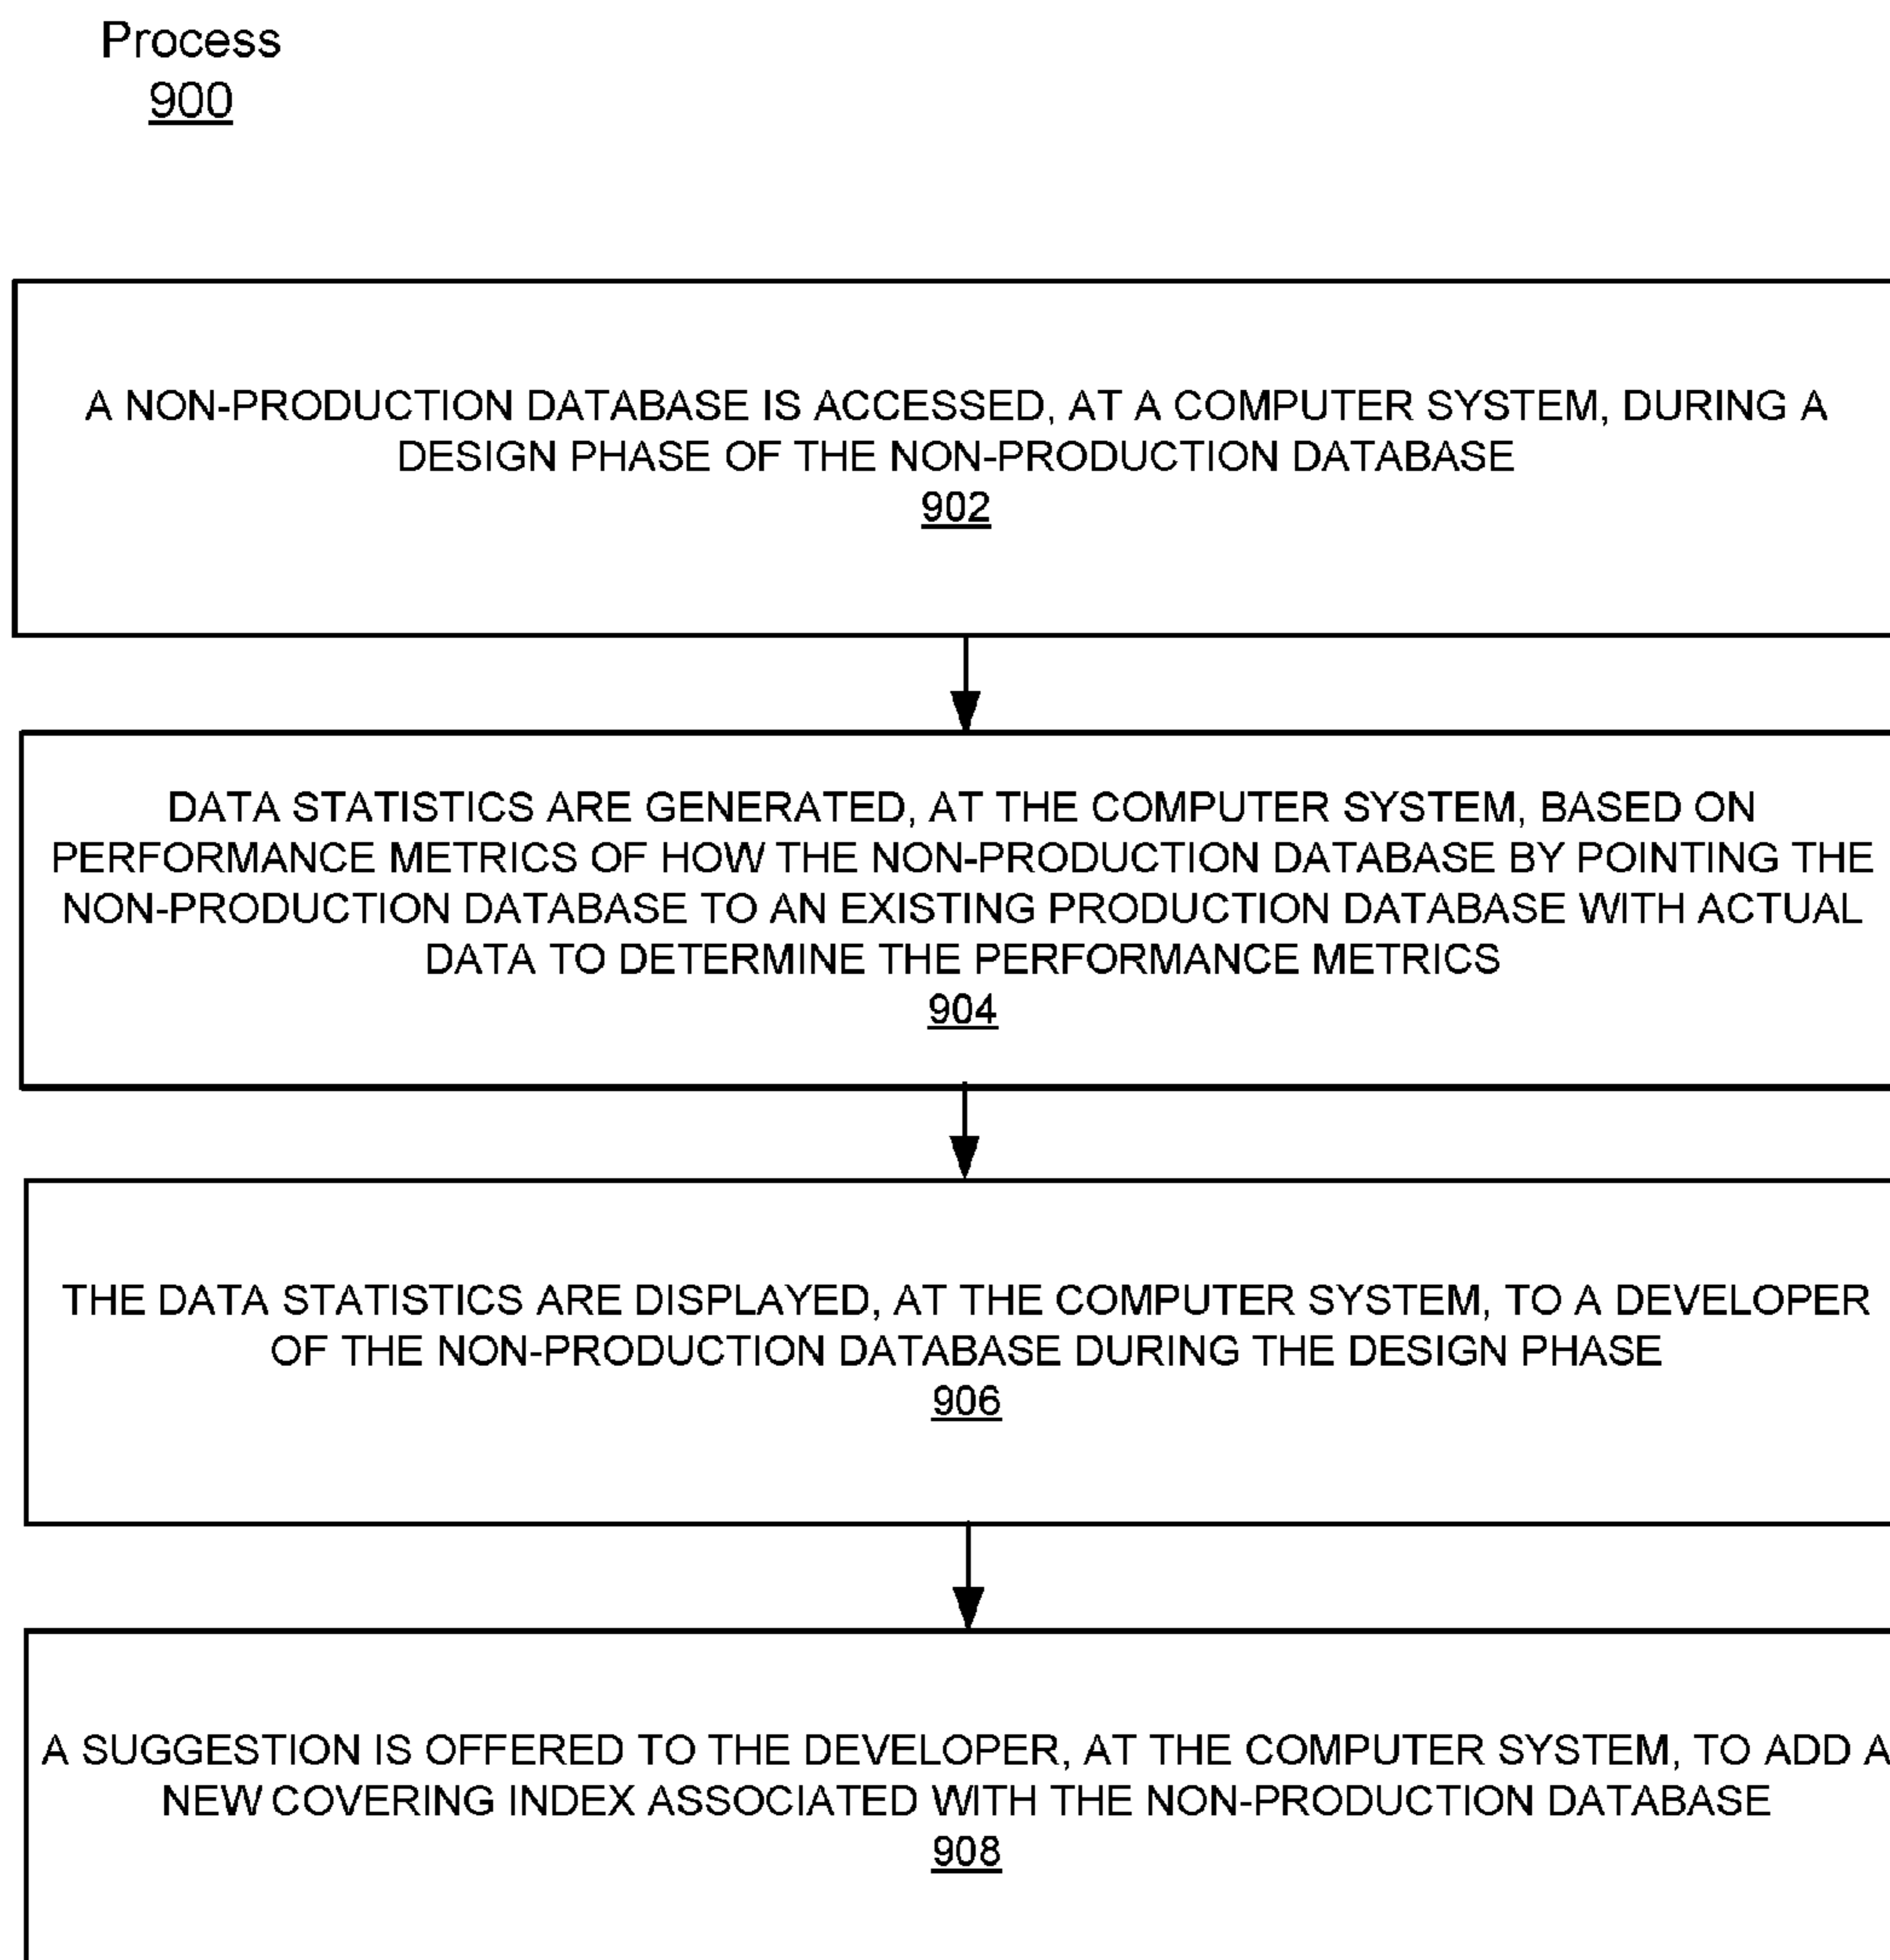 Process
900
A NON-PRODUCTION DATABASE IS ACCESSED, AT A COMPUTER SYSTEM, DURING A
DESIGN PHASE OF THE NON-PRODUCTION DATABASE
902
DATA STATISTICS ARE GENERATED, AT THE COMPUTER SYSTEM, BASED ON
PERFORMANCE METRICS OF HOW THE NON-PRODUCTION DATABASE BY POINTING THE
NON-PRODUCTION DATABASE TO AN EXISTING PRODUCTION DATABASE WITH ACTUAL
DATA TO DETERMINE THE PERFORMANCE METRICS
904
THE DATA STATISTICS ARE DISPLAYED, AT THE COMPUTER SYSTEM, TO A DEVELOPER
OF THE NON-PRODUCTION DATABASE DURING THE DESIGN PHASE
906
A SUGGESTION IS OFFERED TO THE DEVELOPER, AT THE COMPUTER SYSTEM, TO ADD A
NEW COVERING INDEX ASSOCIATED WITH THE NON-PRODUCTION DATABASE
908